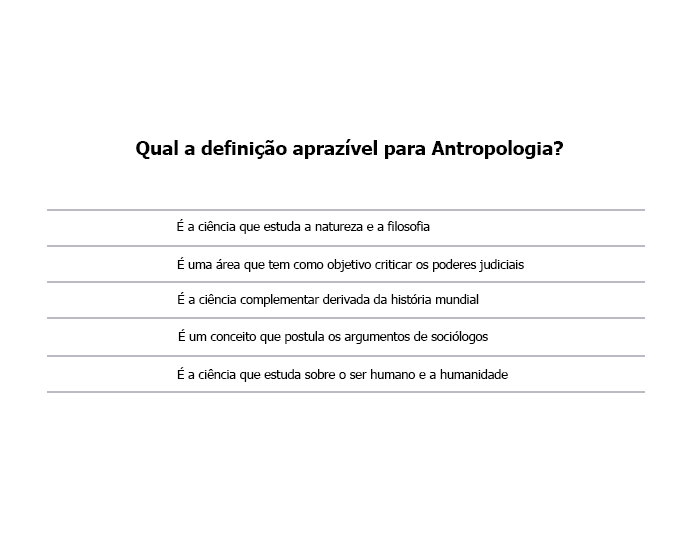 Qual a definição aprazível para Antropologia?
É a ciência que estuda a natureza e a filosofia
É uma área que tem como objetivo criticar os poderes judiciais
É a ciência complementar derivada da história mundial
É um conceito que postula os argumentos de sociólogos
É a ciência que estuda sobre o ser humano e a humanidade